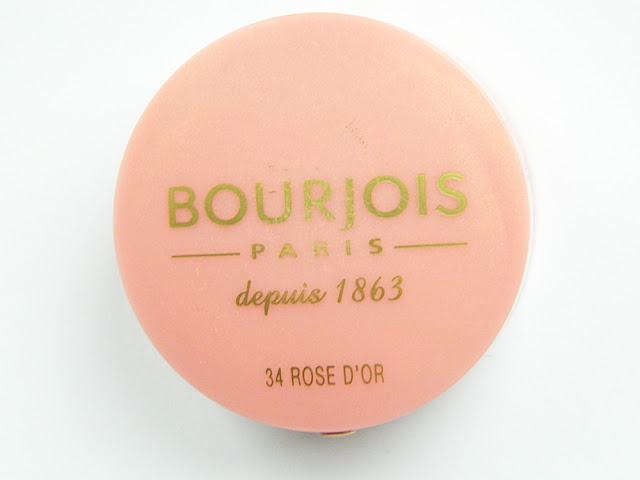 BOURJOIS
PARIS
depuis 1863
34 ROSE D'OR